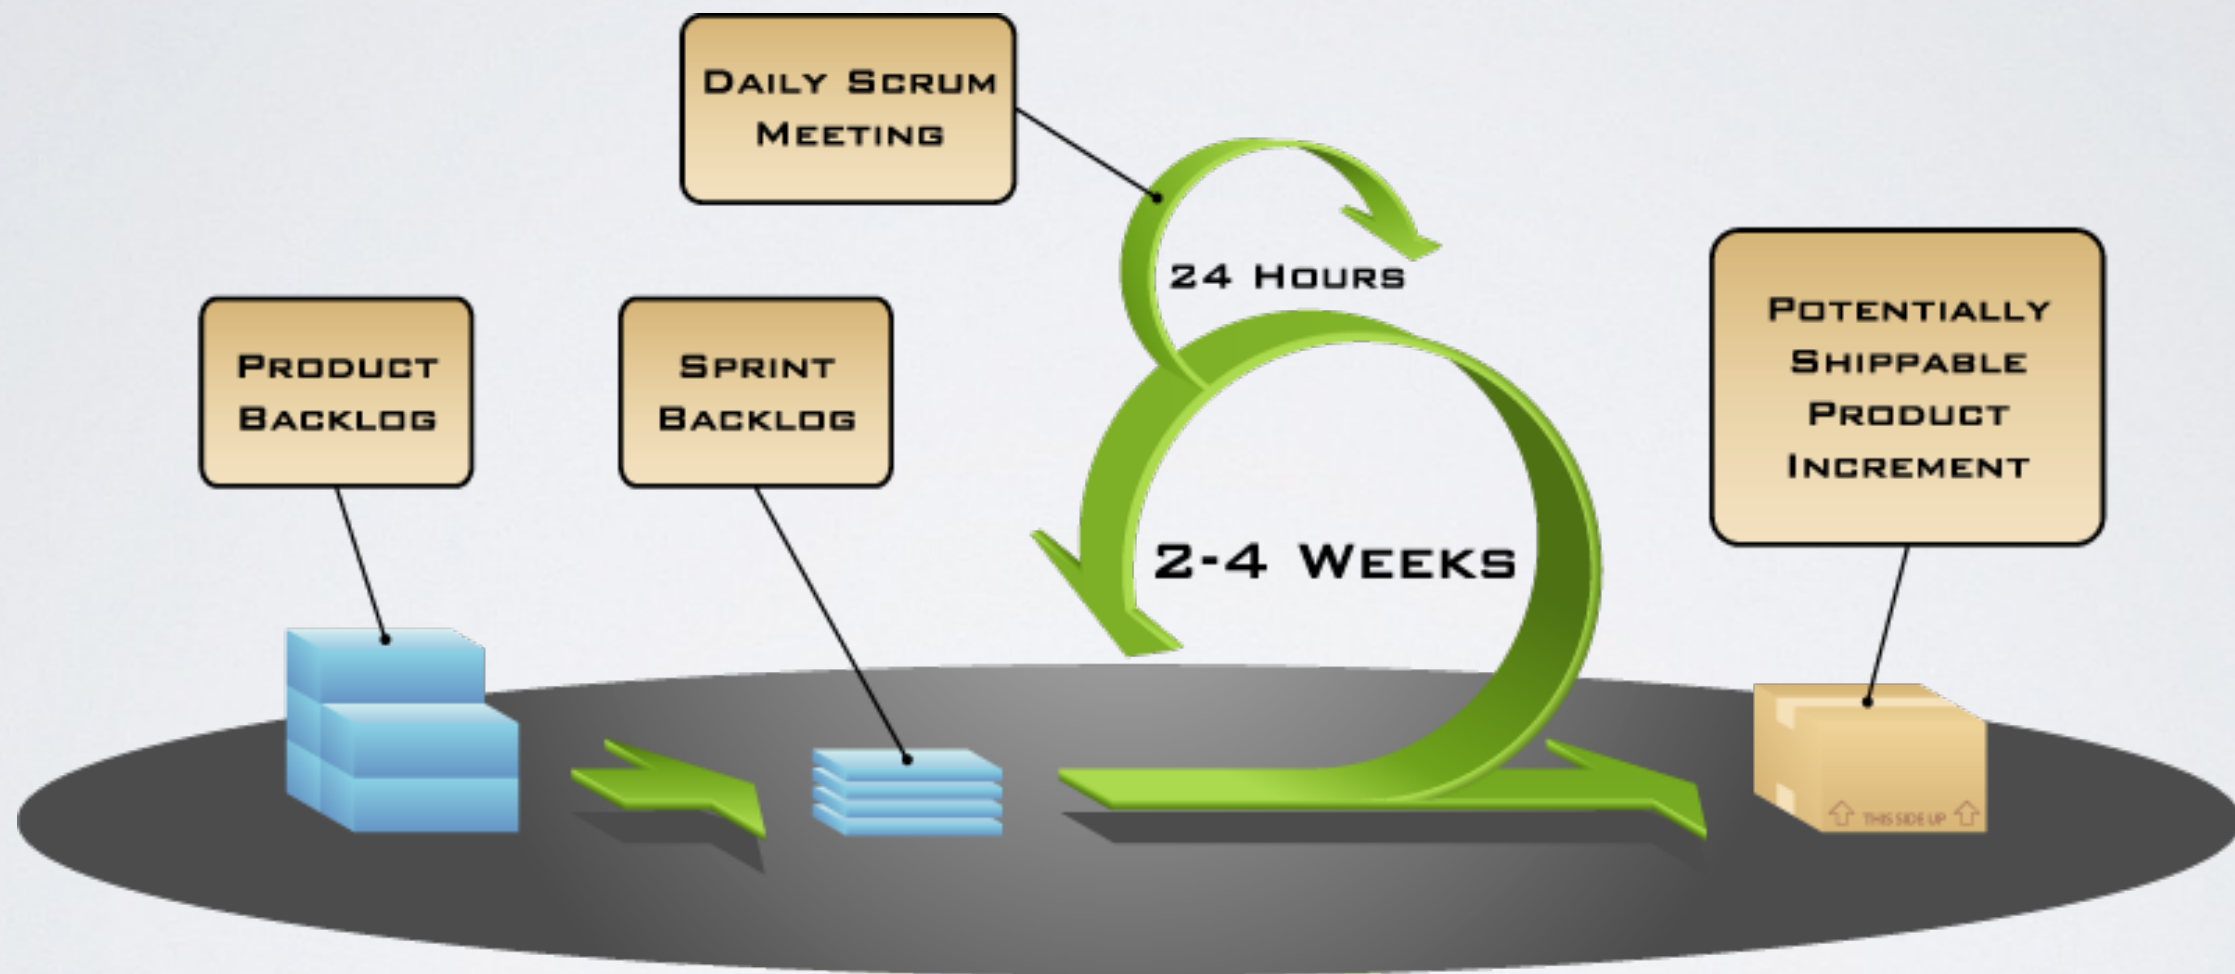 DAILY SCRUM
MEETING
24 HOURS
PRODUCT
BACKLOG
SPRINT
BACKLOG
POTENTIALLY
SHIPPABLE
PRODUCT
INCREMENT
2-4 WEEKS
THIS SIDE UP